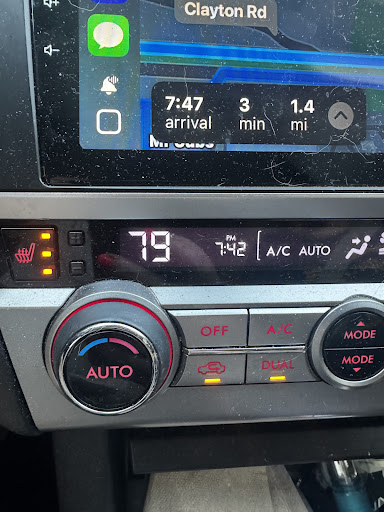 Clayton Rd
7:47 3 1.4
arrival min mi
79 PM 7:42 A/C AUTO
OFF A/C
MODE
AUTO DUAL MODE